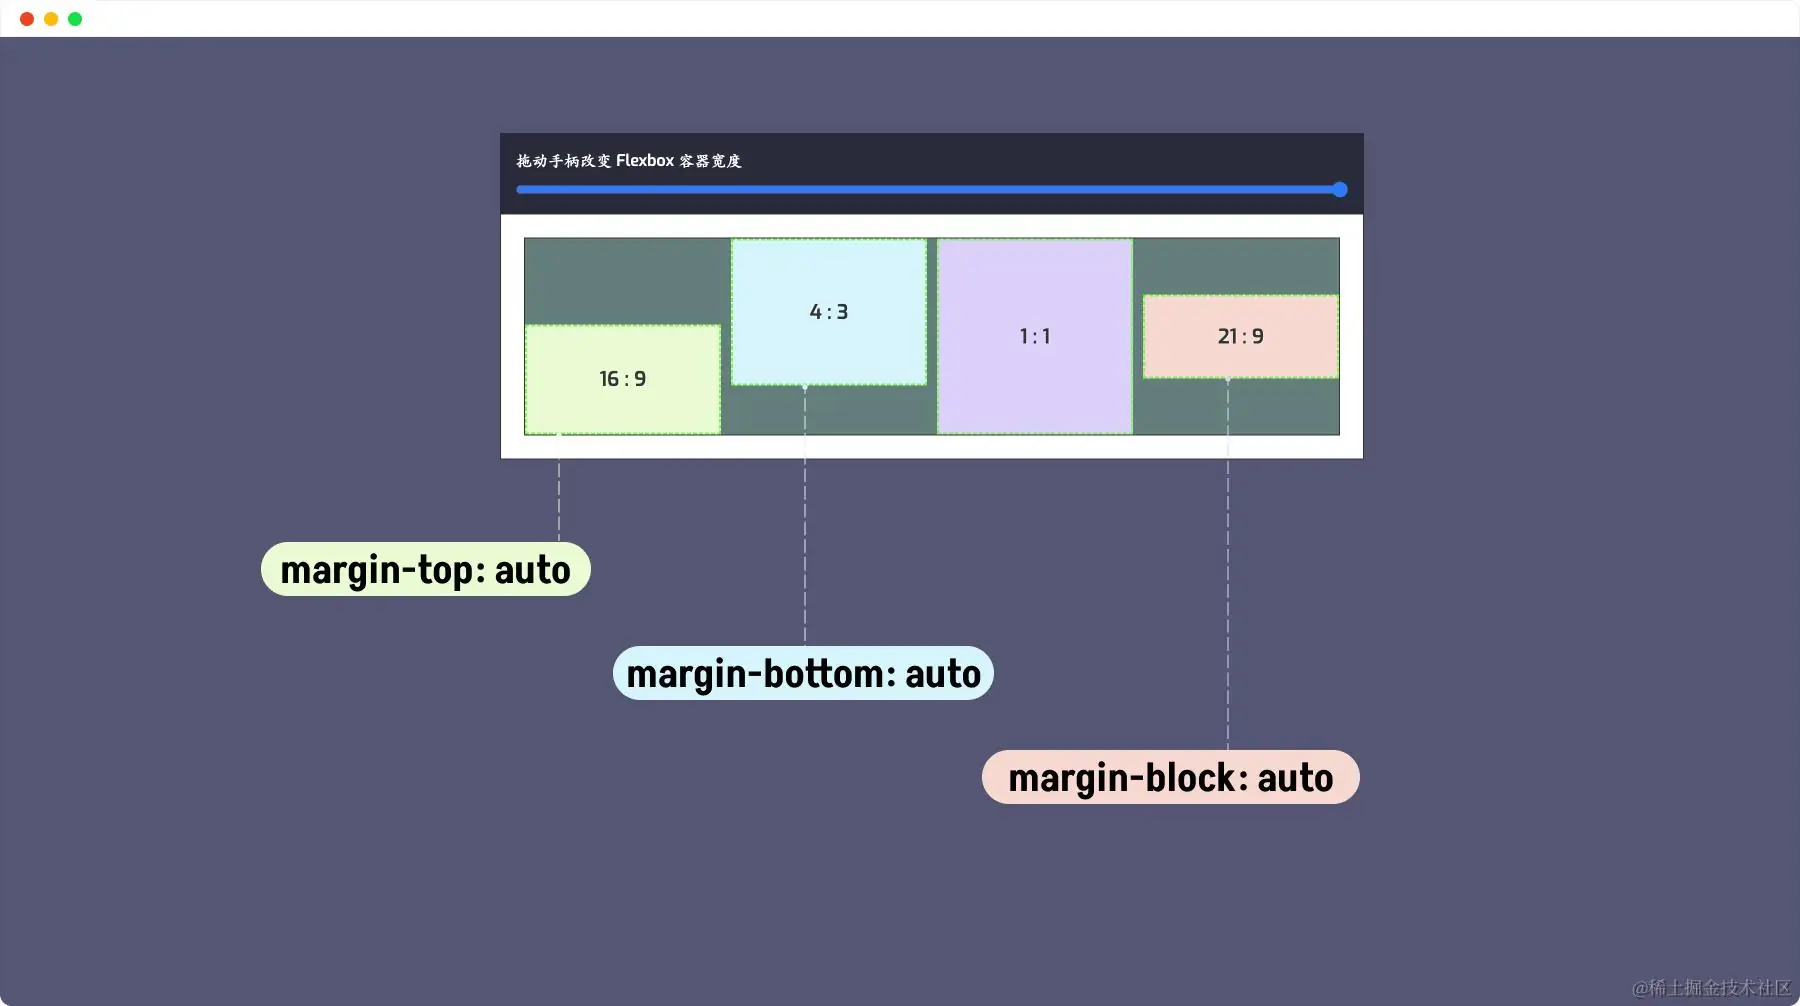 拖动手柄改变 Flexbox 容器宽度
4 : 3
1 : 1
21 : 9
16 : 9
margin-top: auto
margin-bottom: auto
margin-block: auto
@稀土掘金技术社区